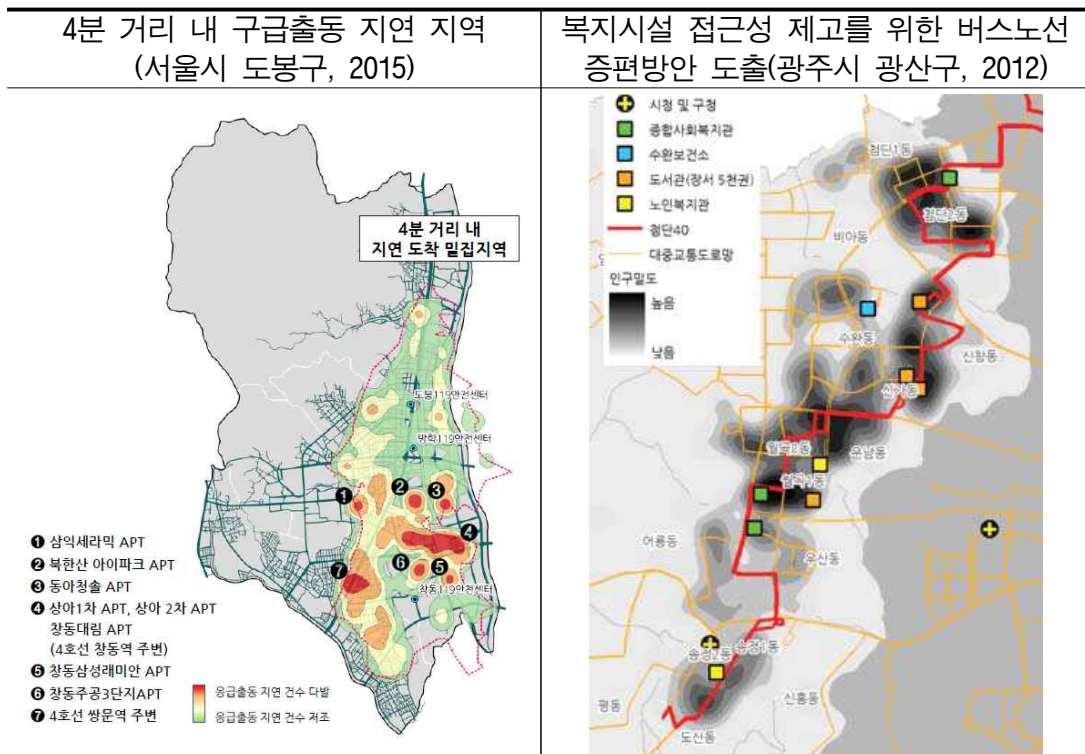 4분 거리 내 구급출동 지연 지역
(서울시 도봉구, 2015)
4분 거리 내
지연 도착 밀집지역
도봉119안전센터
방학119안전센터
창동119안전센터
1
2
3
4
5
6
7
❶ 삼익세라믹 APT
❷ 북한산 아이파크 APT
❸ 동아청솔 APT
❹ 상아1차 APT, 상아 2차 APT
창동대림 APT
(4호선 창동역 주변)
❺ 창동삼성래미안 APT
❻ 창동주공3단지APT
❼ 4호선 쌍문역 주변
응급출동 지연 건수 다발
응급출동 지연 건수 저조
복지시설 접근성 제고를 위한 버스노선
증편방안 도출(광주시 광산구, 2012)
시청 및 구청
종합사회복지관
수완보건소
도서관(장서 5천권)
노인복지관
첨단40
대중교통도로망
인구밀도
높음
낮음
첨단1동
첨단2동
비아동
수완동
신창동
신가동
운남동
월곡2동
월곡1동
어룡동
우산동
송정2동
송정1동
평동
신흥동
도산동